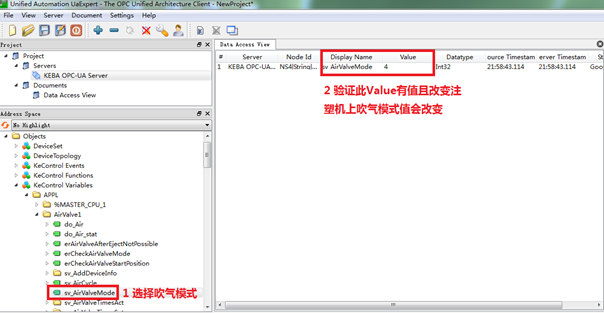 Unified Automation UaExpert - The OPC Unified Architecture Client - NewProject*
File View Server Document Settings Help
Project
Project
Servers
KEBA OPC-UA Server
Documents
Data Access View
Address Space
No Highlight
Objects
DeviceSet
DeviceTopology
KeControl Events
KeControl Functions
KeControl Variables
APPL
%MASTER_CPU_1
AirValve1
do_Air
do_Air_stat
erAirValveAfterEjectNotPossible
erCheckAirValveMode
erCheckAirValveStartPosition
sv_AddDeviceInfo
sv_AirCycle
sv_AirValveMode
1 选择吹气模式
sv_AirValveTimesAct
Data Access View
# Server Node Id Display Name Value Datatype ource Timestam erver Timestam St
1 KEBA OPC-UA... NS4|String|... sv AirValveMode 4 Int32 21:58:43.114 21:58:43.114 Goo
2 验证此Value有值且改变注
塑机上吹气模式值会改变